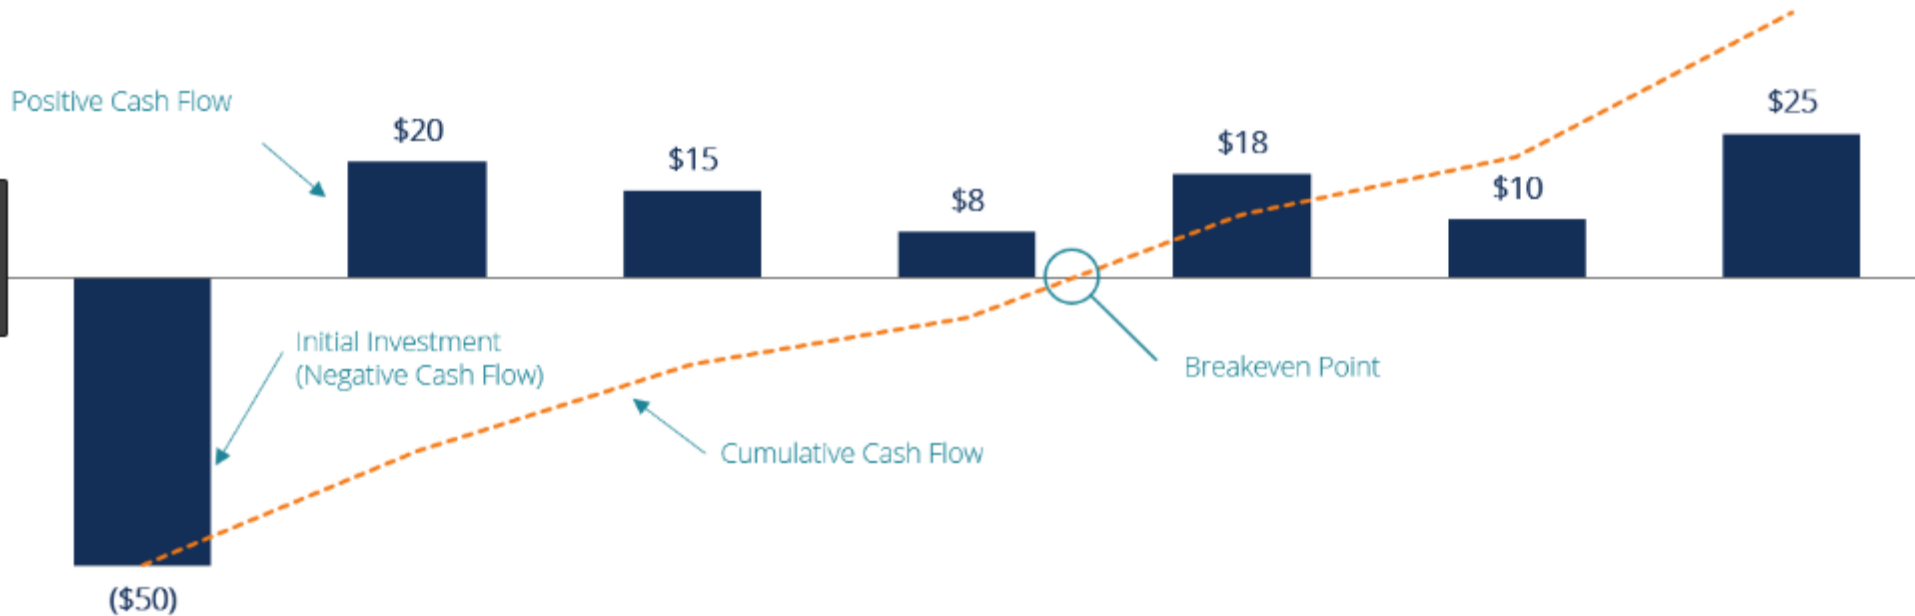 Positive Cash Flow
$20
$15
$8
$18
$10
$25
Initial Investment
(Negative Cash Flow)
Breakeven Point
Cumulative Cash Flow
($50)